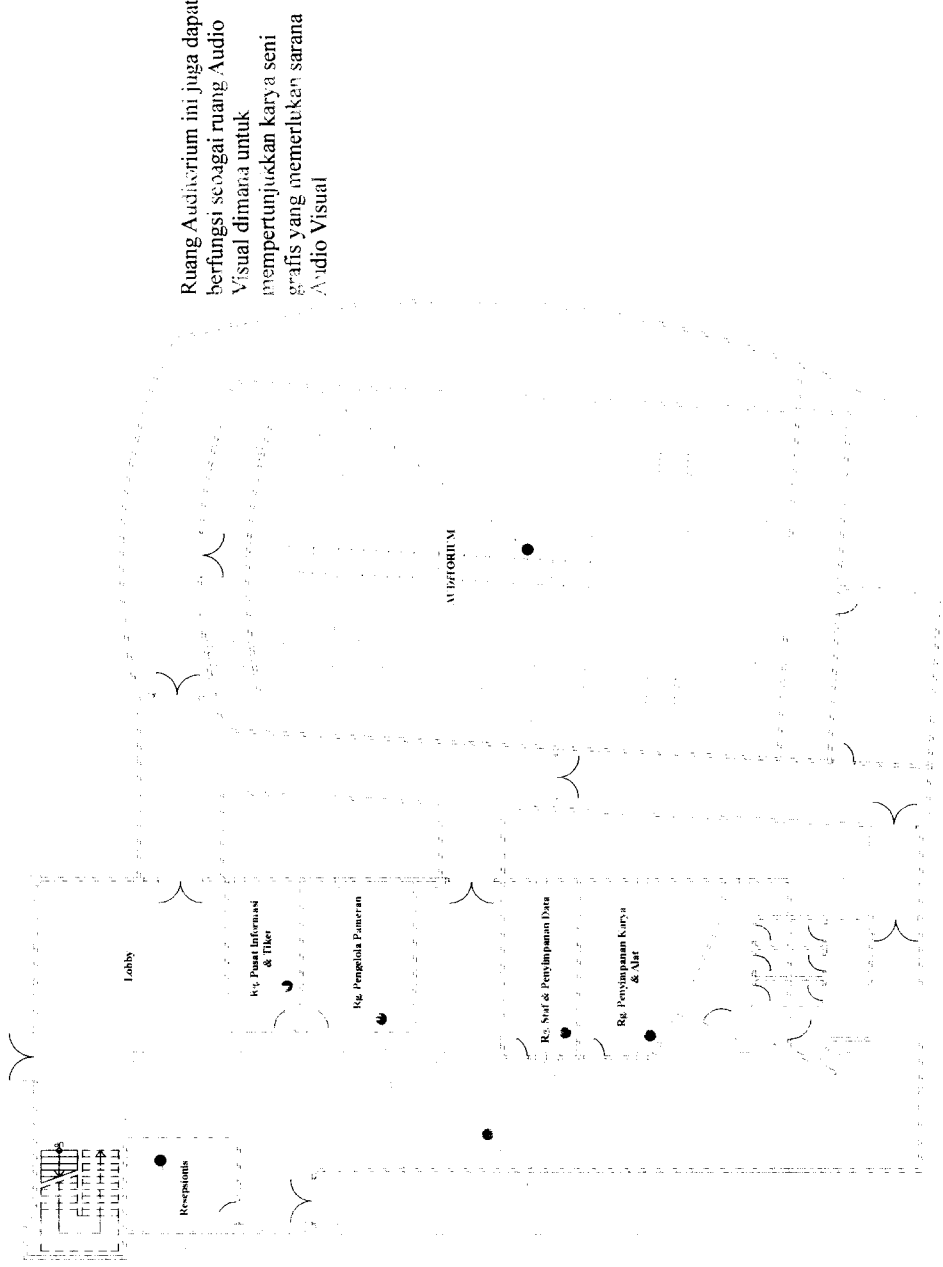 Ruang Auditorium ini juga dapat
berfungsi sebagai ruang Audio
Visual dimana untuk
mempertunjukkan karya seni
grafis yang memerlukan sarana
Audio Visual
AUDITORIUM
Lobby
Rg. Pusat Informasi
& Tiket
Rg. Pengelola Pameran
Rg. Staf & Penyimpanan Data
Rg. Penyimpanan Karya
& Alat
Resepsionis